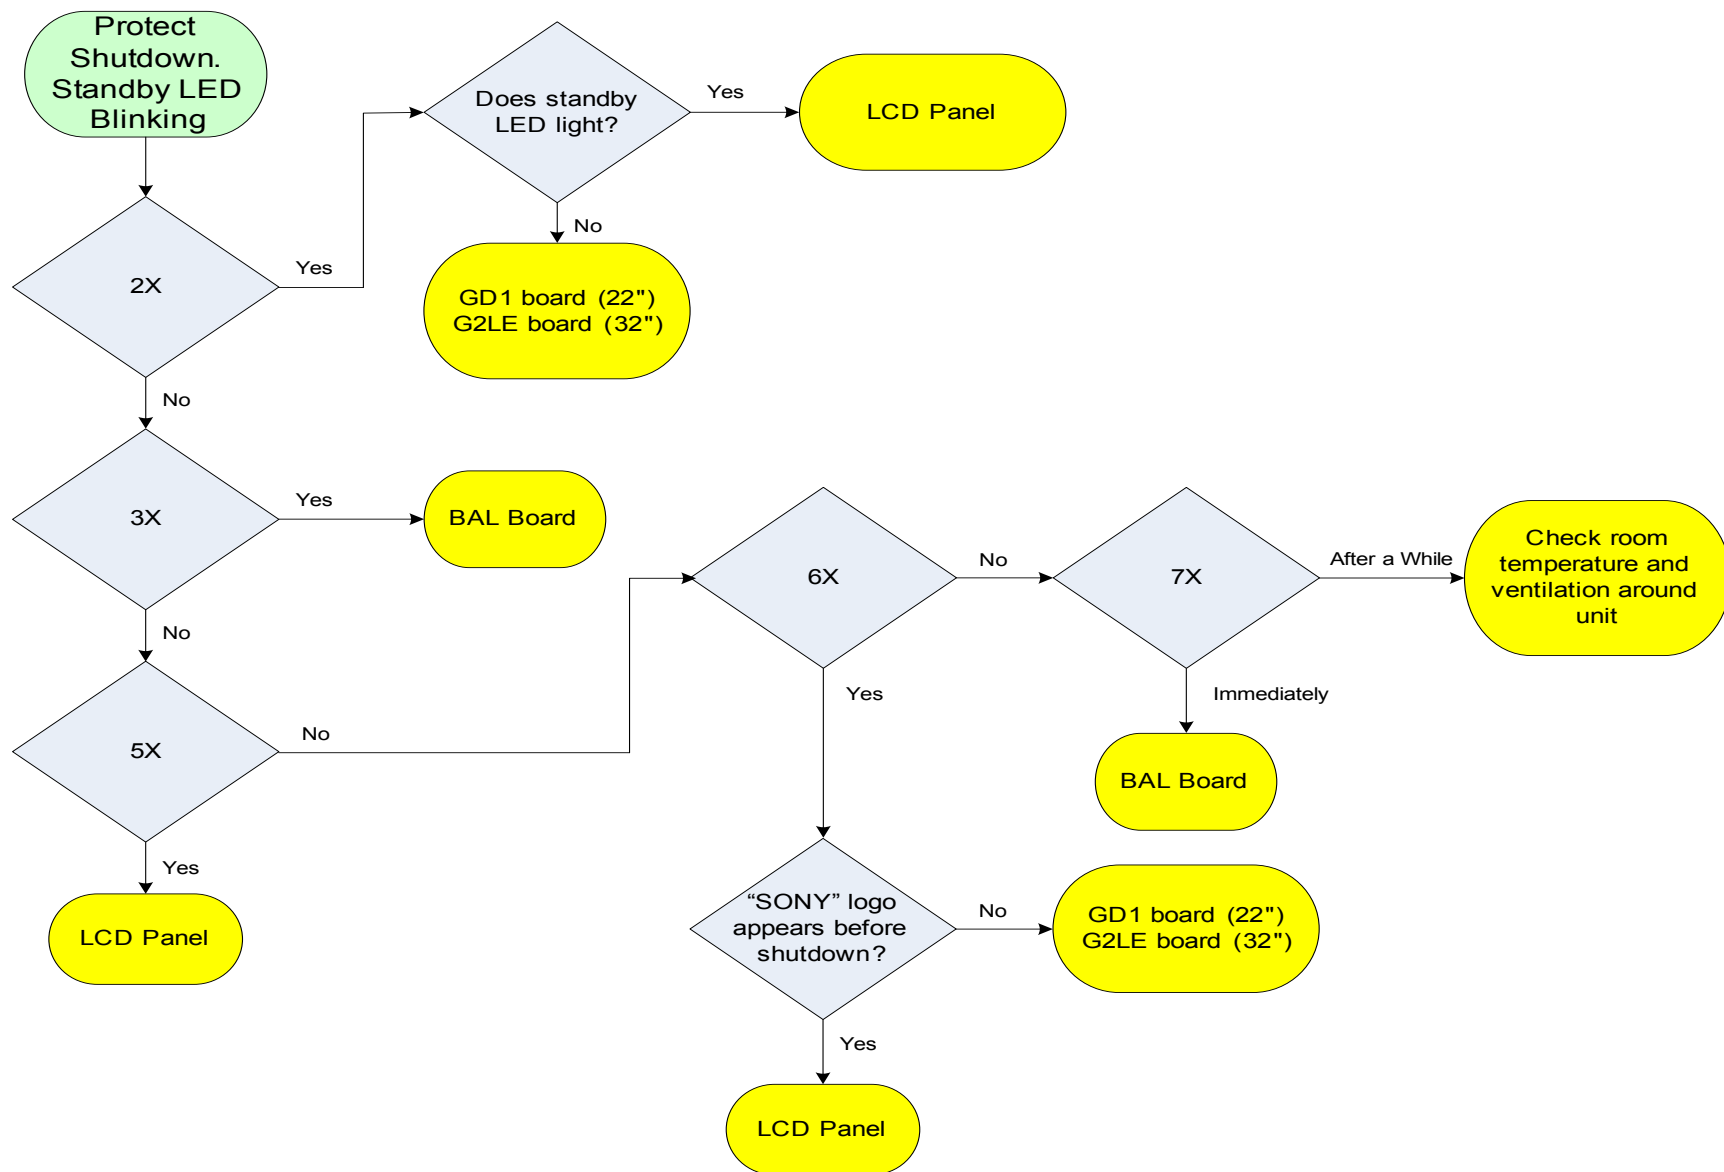 Protect
Shutdown.
Standby LED
Blinking
Does standby
LED light?
Yes
LCD Panel
No
GD1 board (22")
G2LE board (32")
2X
Yes
No
3X
Yes
BAL Board
No
5X
No
Yes
LCD Panel
6X
No
7X
After a While
Check room
temperature and
ventilation around
unit
Immediately
BAL Board
Yes
“SONY” logo
appears before
shutdown?
No
GD1 board (22")
G2LE board (32")
Yes
LCD Panel